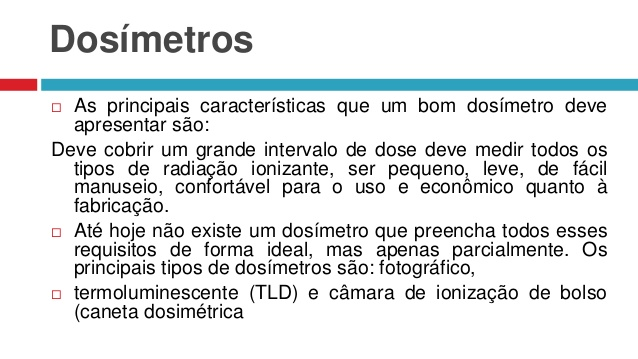 Dosímetros
□ As principais características que um bom dosímetro deve
apresentar são:
Deve cobrir um grande intervalo de dose deve medir todos os
tipos de radiação ionizante, ser pequeno, leve, de fácil
manuseio, confortável para o uso e econômico quanto à
fabricação.
□ Até hoje não existe um dosímetro que preencha todos esses
requisitos de forma ideal, mas apenas parcialmente. Os
principais tipos de dosímetros são: fotográfico,
□ termoluminescente (TLD) e câmara de ionização de bolso
(caneta dosimétrica